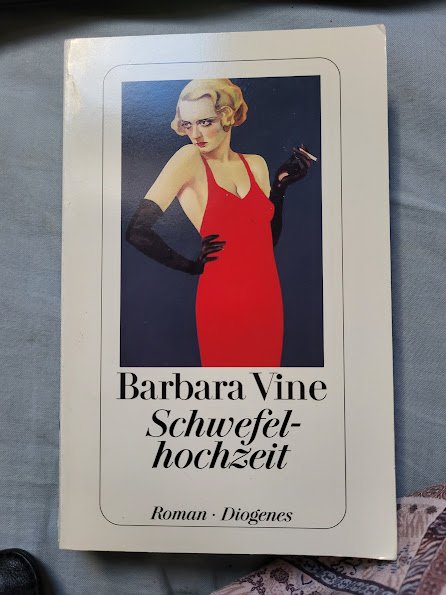 Barbara Vine
Schwefel-
hochzeit
Roman · Diogenes